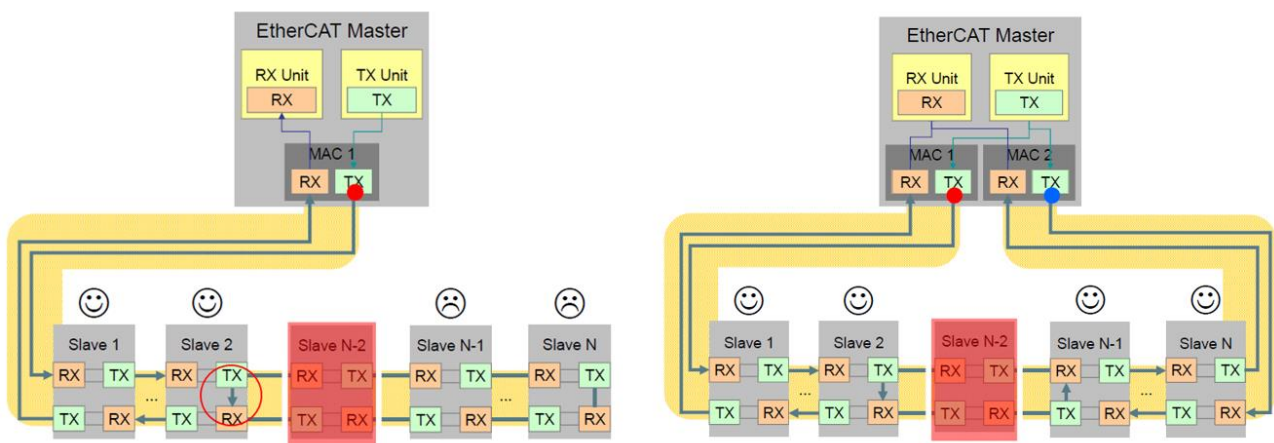 EtherCAT Master
RX Unit TX Unit
RX TX
MAC 1
RX TX
Slave 1 Slave 2 Slave N-2 Slave N-1 Slave N
RX TX RX TX RX TX RX TX RX TX
... ...
TX RX TX RX TX RX TX RX TX RX
EtherCAT Master
RX Unit TX Unit
RX TX
MAC 1 MAC 2
RX TX RX TX
Slave 1 Slave 2 Slave N-2 Slave N-1 Slave N
RX TX RX TX RX TX RX TX RX TX
... ...
TX RX TX RX TX RX TX RX TX RX